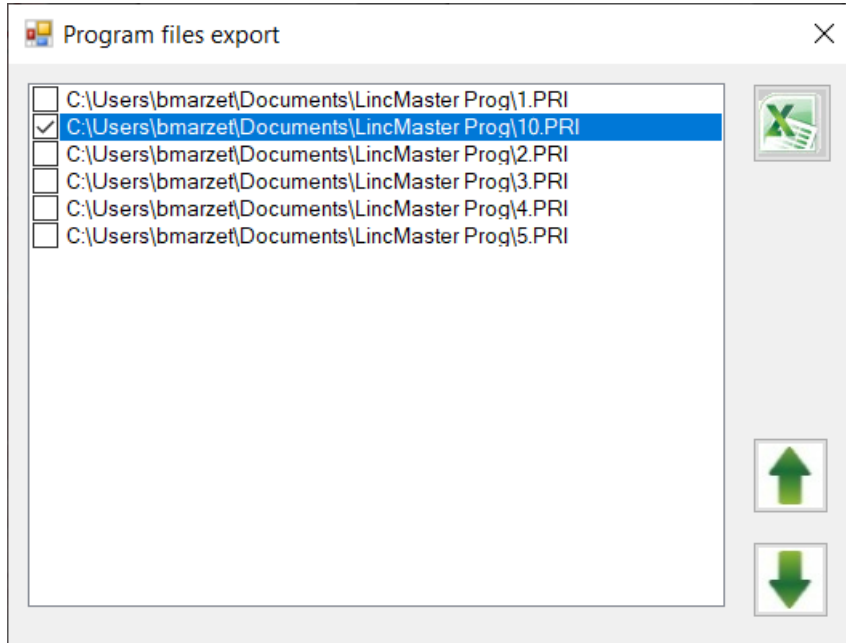 Program files export
C:\Users\bmarzet\Documents\LincMaster Prog\1.PRI
C:\Users\bmarzet\Documents\LincMaster Prog\10.PRI
C:\Users\bmarzet\Documents\LincMaster Prog\2.PRI
C:\Users\bmarzet\Documents\LincMaster Prog\3.PRI
C:\Users\bmarzet\Documents\LincMaster Prog\4.PRI
C:\Users\bmarzet\Documents\LincMaster Prog\5.PRI